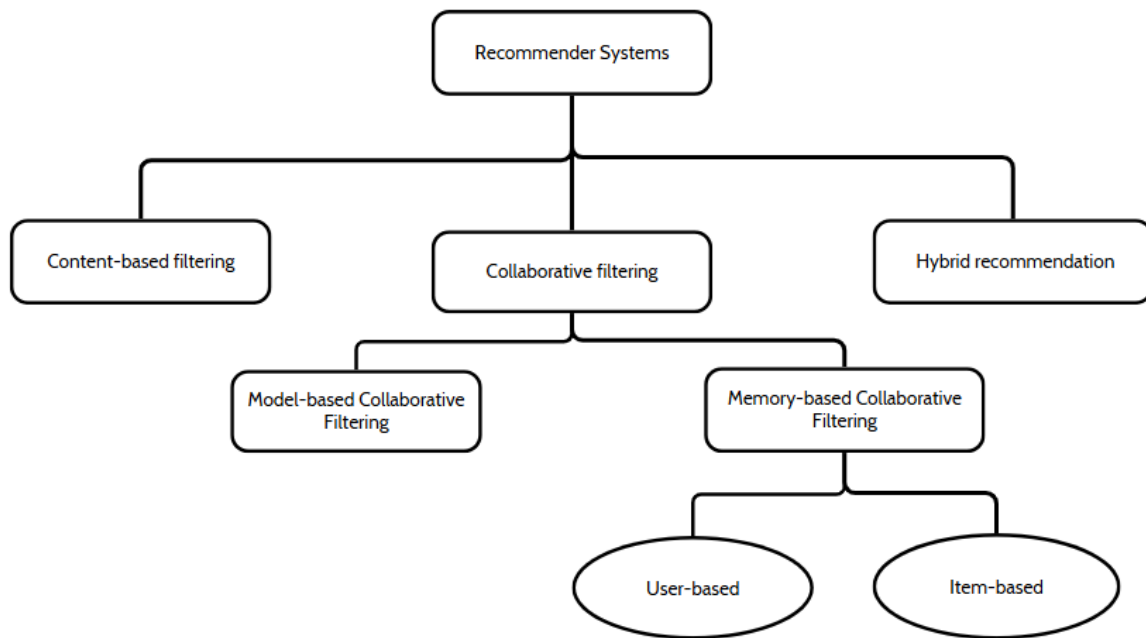 Recommender Systems
Content-based filtering
Collaborative filtering
Hybrid recommendation
Model-based Collaborative
Filtering
Memory-based Collaborative
Filtering
User-based
Item-based